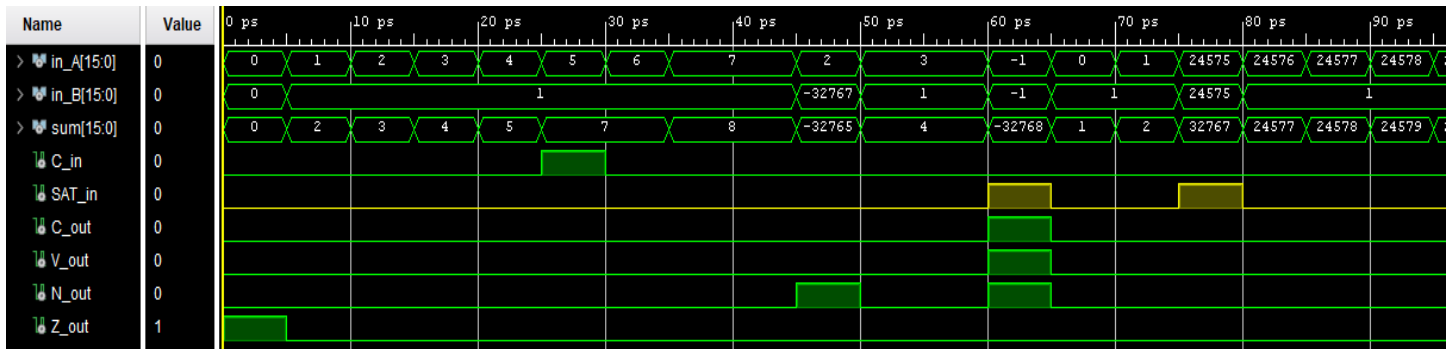 Name Value 0 ps 10 ps 20 ps 30 ps 40 ps 50 ps 60 ps 70 ps 80 ps 90 ps
> in_A[15:0] 0 0 1 2 3 4 5 6 7 2 3 -1 0 1 24575 24576 24577 24578
> in_B[15:0] 0 0 1 -32767 1 -1 1 24575 1
> sum[15:0] 0 0 2 3 4 5 7 8 -32765 4 -32768 1 2 32767 24577 24578 24579
C_in 0
SAT_in 0
C_out 0
V_out 0
N_out 0
Z_out 1